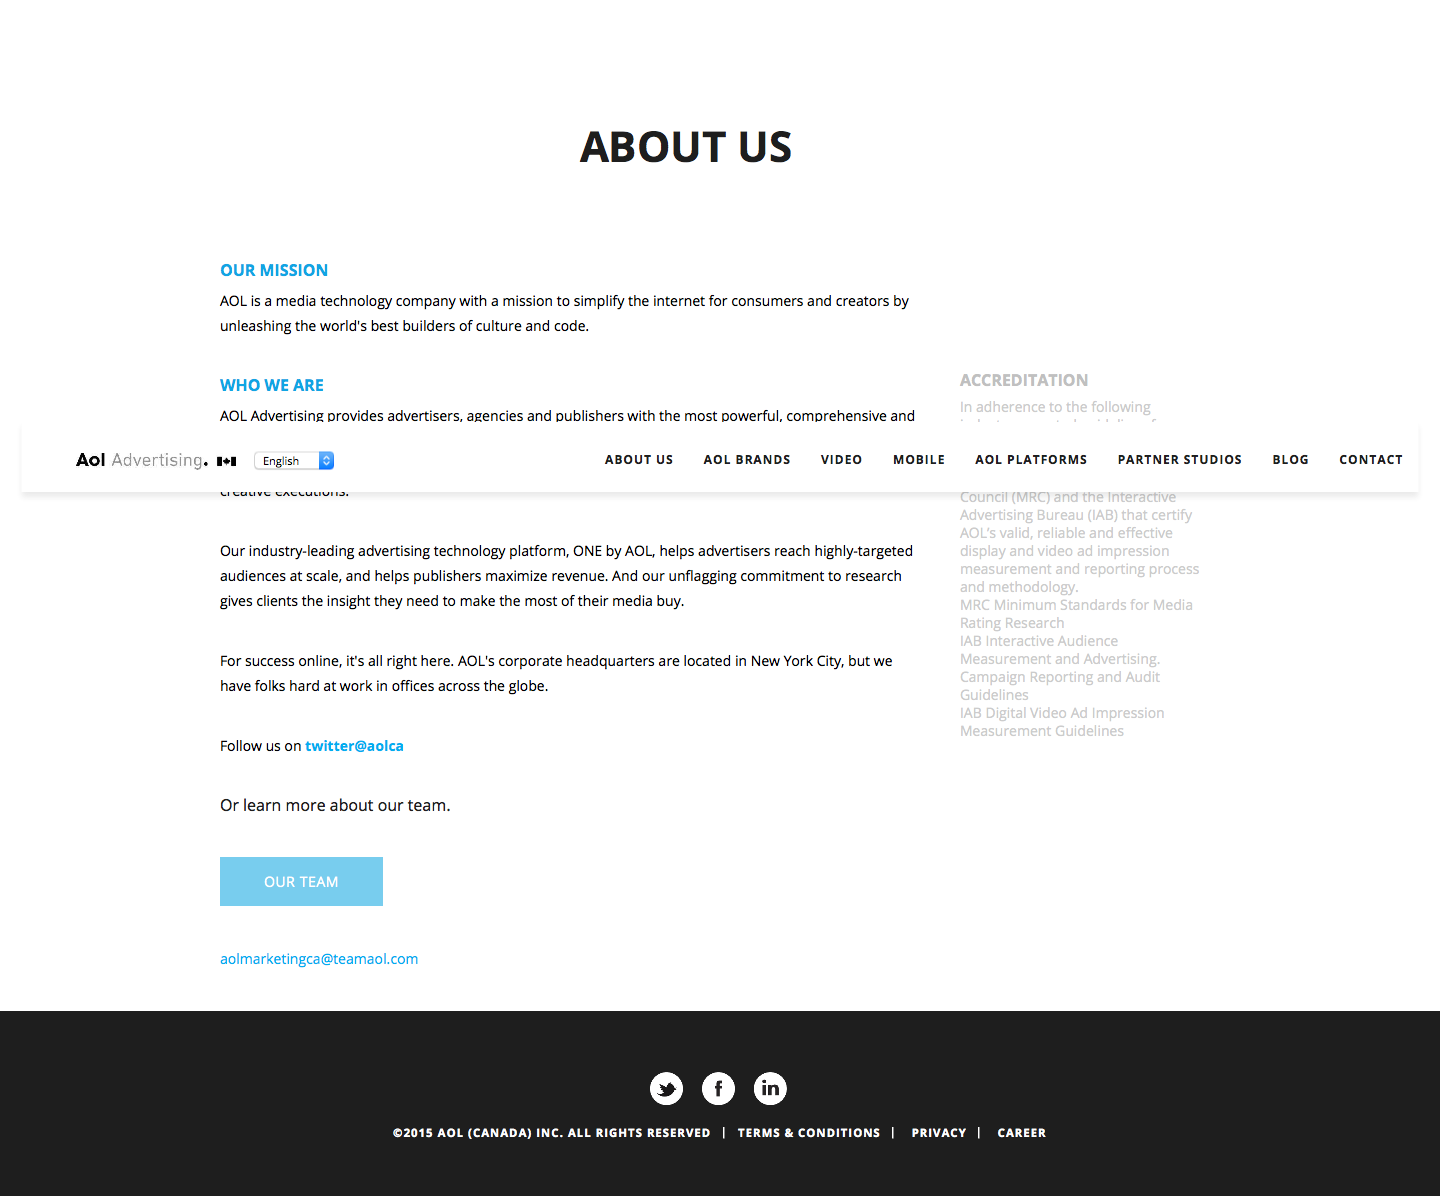 ABOUT US
OUR MISSION
AOL is a media technology company with a mission to simplify the internet for consumers and creators by
unleashing the world's best builders of culture and code.
WHO WE ARE
AOL Advertising provides advertisers, agencies and publishers with the most powerful, comprehensive and
ACCREDITATION
In adherence to the following
Aol Advertising.
English
ABOUT US
AOL BRANDS
VIDEO
MOBILE
AOL PLATFORMS
PARTNER STUDIOS
BLOG
CONTACT
creative executions.
Our industry-leading advertising technology platform, ONE by AOL, helps advertisers reach highly-targeted
audiences at scale, and helps publishers maximize revenue. And our unflagging commitment to research
gives clients the insight they need to make the most of their media buy.
For success online, it's all right here. AOL's corporate headquarters are located in New York City, but we
have folks hard at work in offices across the globe.
Follow us on twitter@aolca
Or learn more about our team.
OUR TEAM
aolmarketingca@teamaol.com
Council (MRC) and the Interactive
Advertising Bureau (IAB) that certify
AOL's valid, reliable and effective
display and video ad impression
measurement and reporting process
and methodology.
MRC Minimum Standards for Media
Rating Research
IAB Interactive Audience
Measurement and Advertising.
Campaign Reporting and Audit
Guidelines
IAB Digital Video Ad Impression
Measurement Guidelines
©2015 AOL (CANADA) INC. ALL RIGHTS RESERVED | TERMS & CONDITIONS | PRIVACY | CAREER